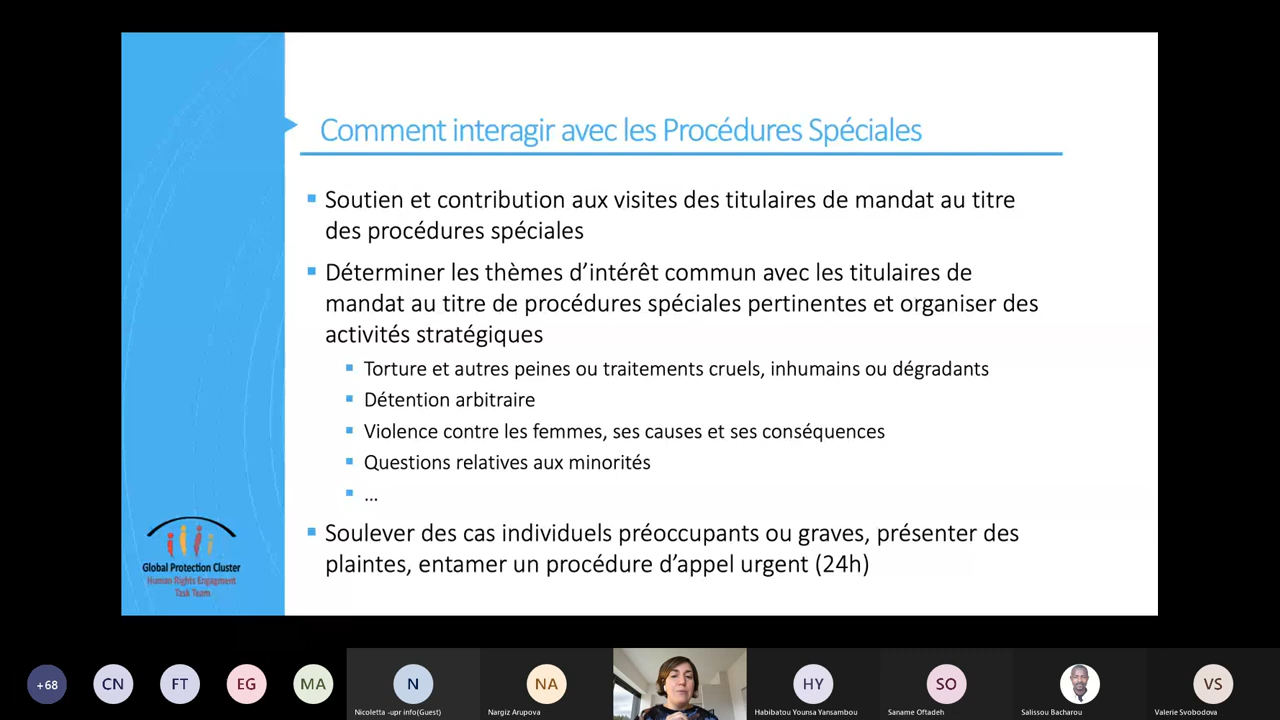 Comment interagir avec les Procédures Spéciales
Soutien et contribution aux visites des titulaires de mandat au titre
des procédures spéciales
Déterminer les thèmes d’intérêt commun avec les titulaires de
mandat au titre de procédures spéciales pertinentes et organiser des
activités stratégiques
Torture et autres peines ou traitements cruels, inhumains ou dégradants
Détention arbitraire
Violence contre les femmes, ses causes et ses conséquences
Questions relatives aux minorités
...
Soulever des cas individuels préoccupants ou graves, présenter des
plaintes, entamer un procédure d’appel urgent (24h)
Global Protection Cluster
Human Rights Engagment
Task Team
+68
CN
FT
EG
MA
N
NA
HY
SO
VS
Nicoletta -upr info(Guest)
Nargiz Arupova
Habibatou Younsa Yansambou
Saname Oftadeh
Salissou Bacharou
Valerie Svobodova